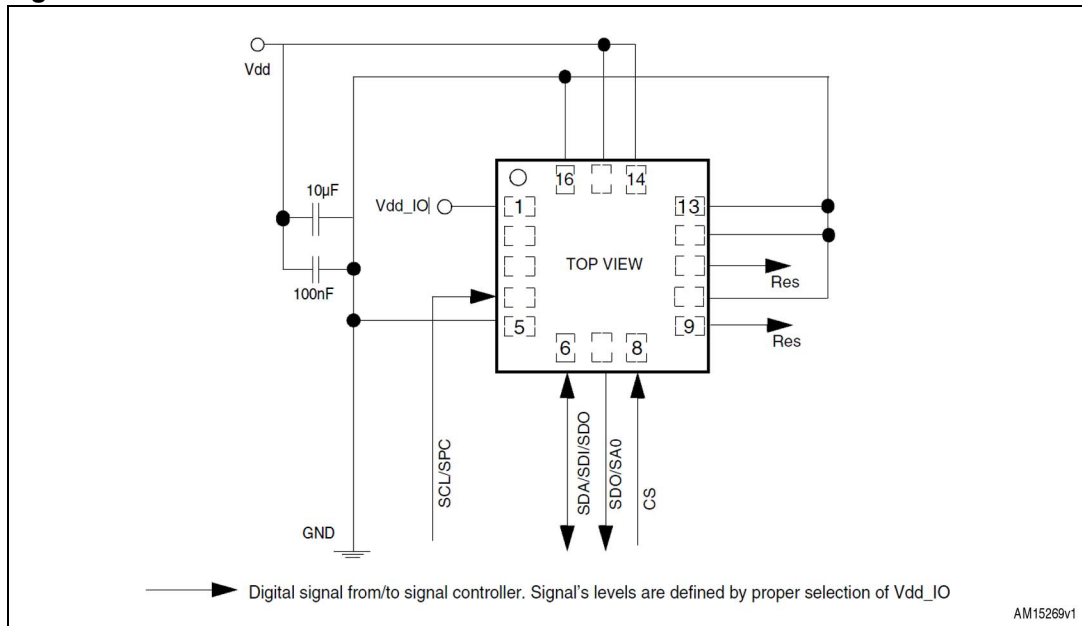 Vdd
10µF
100nF
Vdd_IO
16
14
1
13
TOP VIEW
Res
5
9
Res
6
8
SCL/SPC
SDA/SDI/SDO
SDO/SA0
CS
GND
Digital signal from/to signal controller. Signal's levels are defined by proper selection of Vdd_IO
AM15269v1